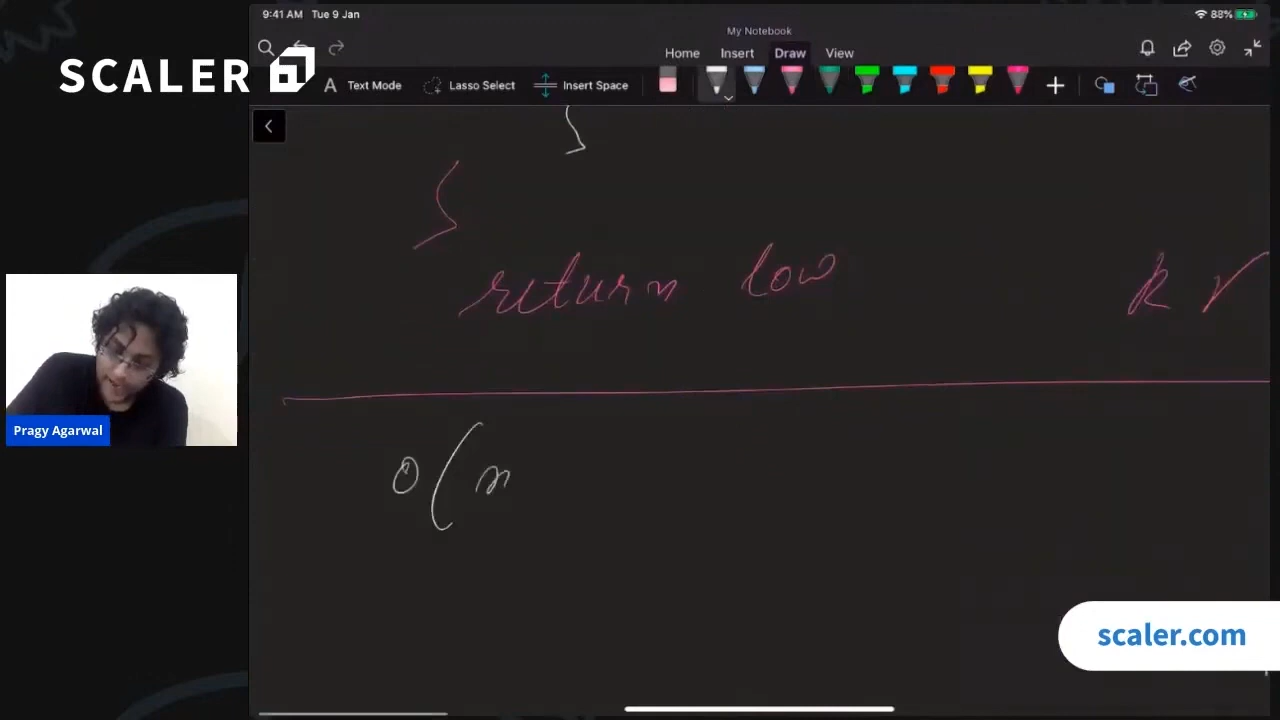 9:41 AM Tue 9 Jan
88%
My Notebook
Home Insert Draw View
SCALER
A Text Mode Lasso Select Insert Space
}
}
return low
k
O( n
Pragy Agarwal
scaler.com